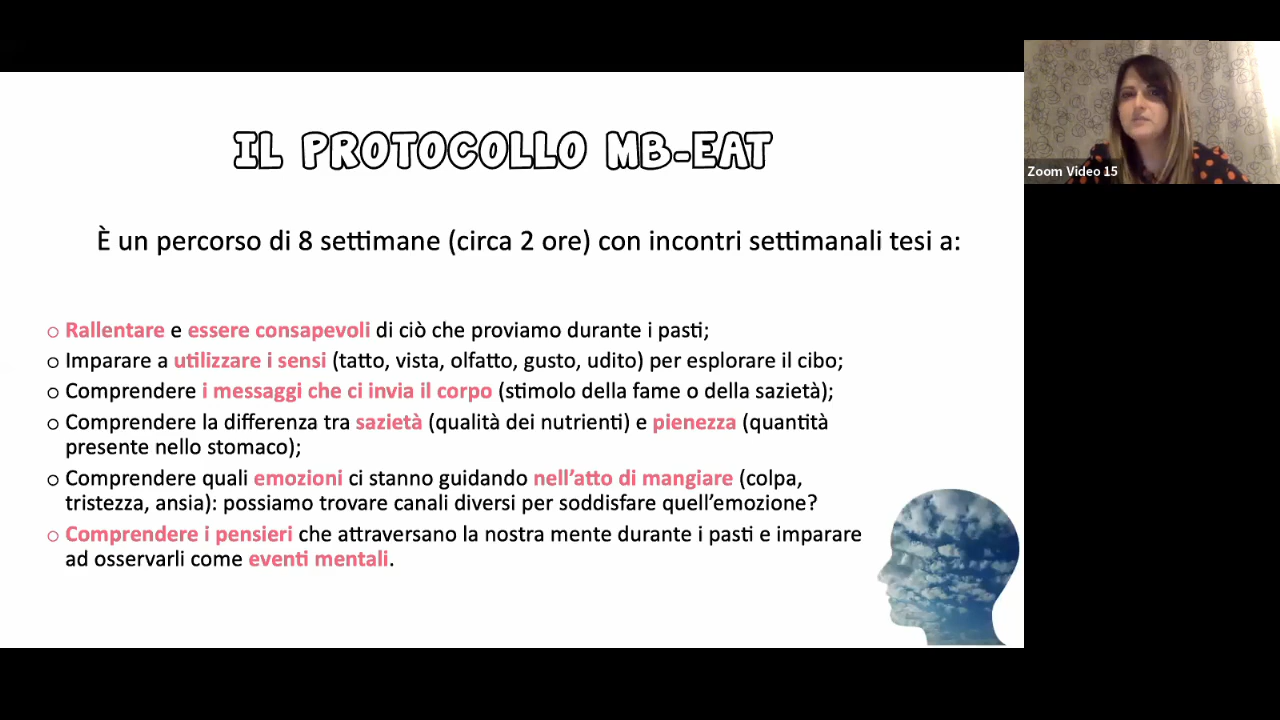 IL PROTOCOLLO MB-EAT
È un percorso di 8 settimane (circa 2 ore) con incontri settimanali tesi a:
○ Rallentare e essere consapevoli di ciò che proviamo durante i pasti;
○ Imparare a utilizzare i sensi (tatto, vista, olfatto, gusto, udito) per esplorare il cibo;
○ Comprendere i messaggi che ci invia il corpo (stimolo della fame o della sazietà);
○ Comprendere la differenza tra sazietà (qualità dei nutrienti) e pienezza (quantità
presente nello stomaco);
○ Comprendere quali emozioni ci stanno guidando nell’atto di mangiare (colpa,
tristezza, ansia): possiamo trovare canali diversi per soddisfare quell’emozione?
○ Comprendere i pensieri che attraversano la nostra mente durante i pasti e imparare
ad osservarli come eventi mentali.
Zoom Video 15